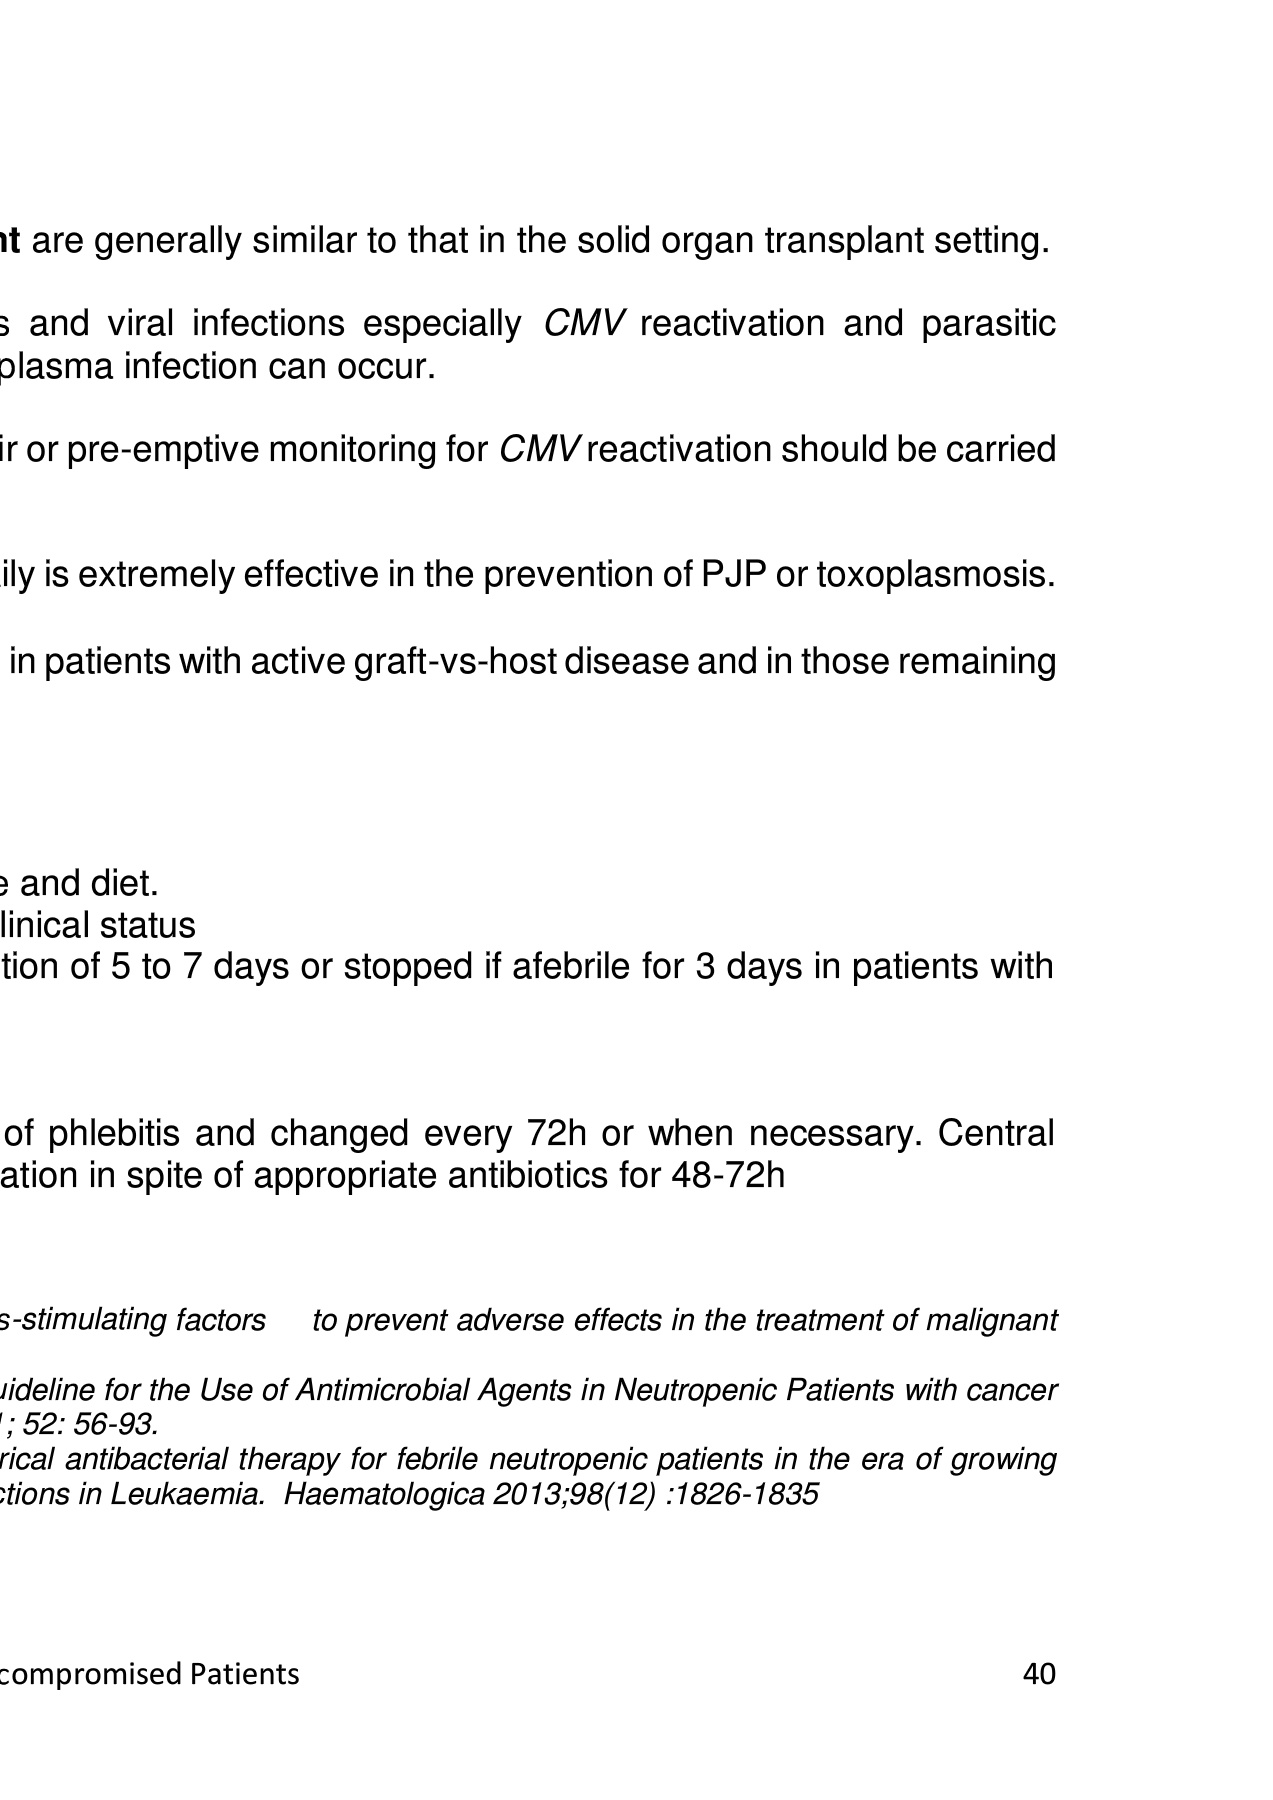 nt are generally similar to that in the solid organ transplant setting.
s and viral infections especially CMV reactivation and parasitic
plasma infection can occur.
ir or pre-emptive monitoring for CMV reactivation should be carried
ily is extremely effective in the prevention of PJP or toxoplasmosis.
in patients with active graft-vs-host disease and in those remaining
e and diet.
linical status
tion of 5 to 7 days or stopped if afebrile for 3 days in patients with
of phlebitis and changed every 72h or when necessary. Central
ation in spite of appropriate antibiotics for 48-72h
s-stimulating factors to prevent adverse effects in the treatment of malignant
uideline for the Use of Antimicrobial Agents in Neutropenic Patients with cancer
; 52: 56-93.
rical antibacterial therapy for febrile neutropenic patients in the era of growing
ctions in Leukaemia. Haematologica 2013;98(12) :1826-1835
compromised Patients 40